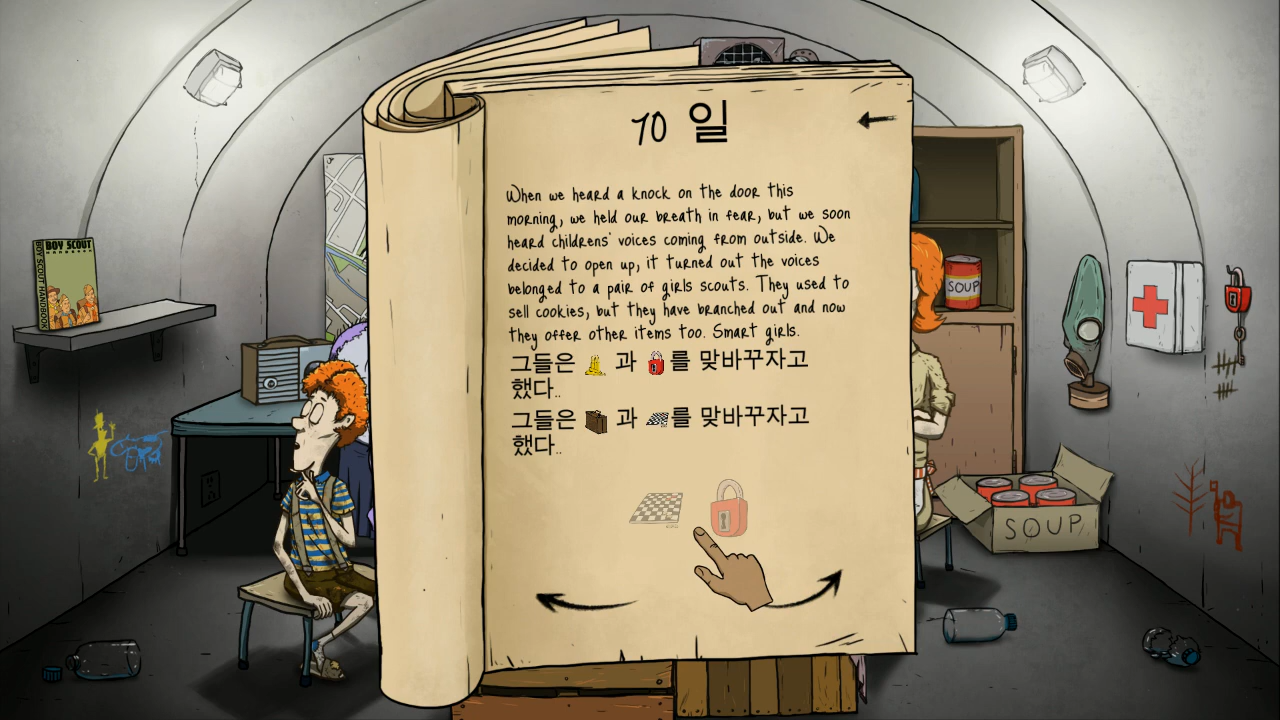 10 일
When we heard a knock on the door this
morning, we held our breath in fear, but we soon
heard childrens' voices coming from outside. We
decided to open up, it turned out the voices
belonged to a pair of girls scouts. They used to
sell cookies, but they have branched out and now
they offer other items too. Smart girls.
그들은 과 를 맞바꾸자고
했다..
그들은 과 를 맞바꾸자고
했다..
BOY SCOUT
BOY SCOUT HANDBOOK
SOUP
SOUP